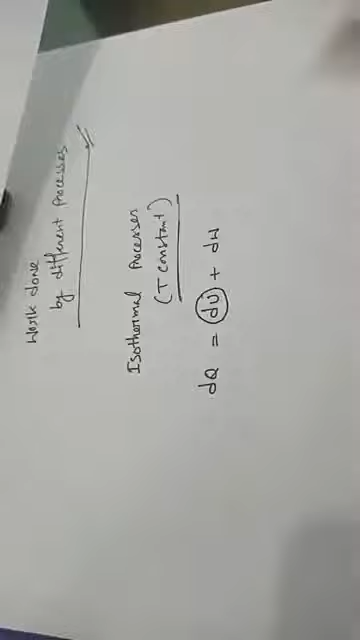 Work done
by different processes
Isothermal Processes
(T constant)
dQ = dU + dW